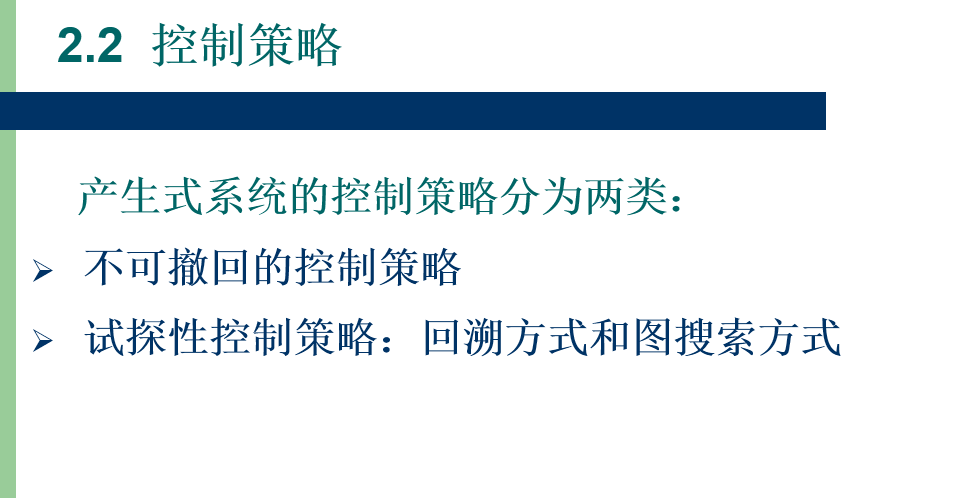 2.2 控制策略
产生式系统的控制策略分为两类：
不可撤回的控制策略
试探性控制策略：回溯方式和图搜索方式